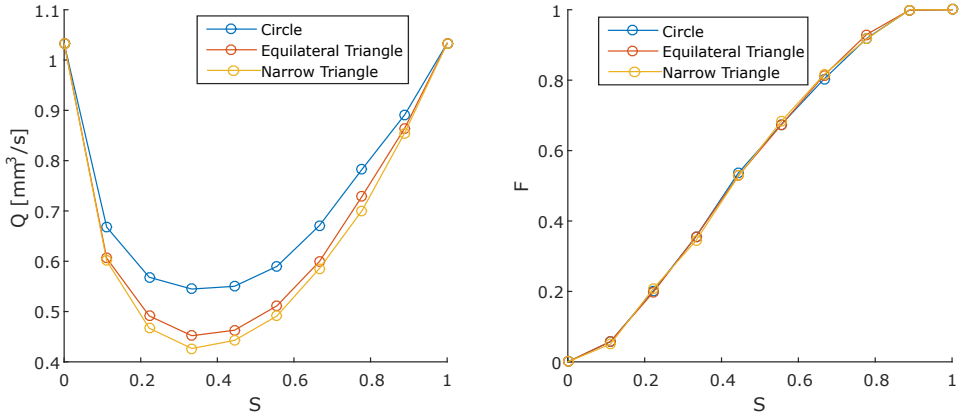 1.1
1
0.9
0.8
0.7
0.6
0.5
0.4
Q [mm³/s]
0 0.2 0.4 0.6 0.8 1
S
Circle
Equilateral Triangle
Narrow Triangle
1
0.8
0.6
0.4
0.2
0
F
0 0.2 0.4 0.6 0.8 1
S
Circle
Equilateral Triangle
Narrow Triangle